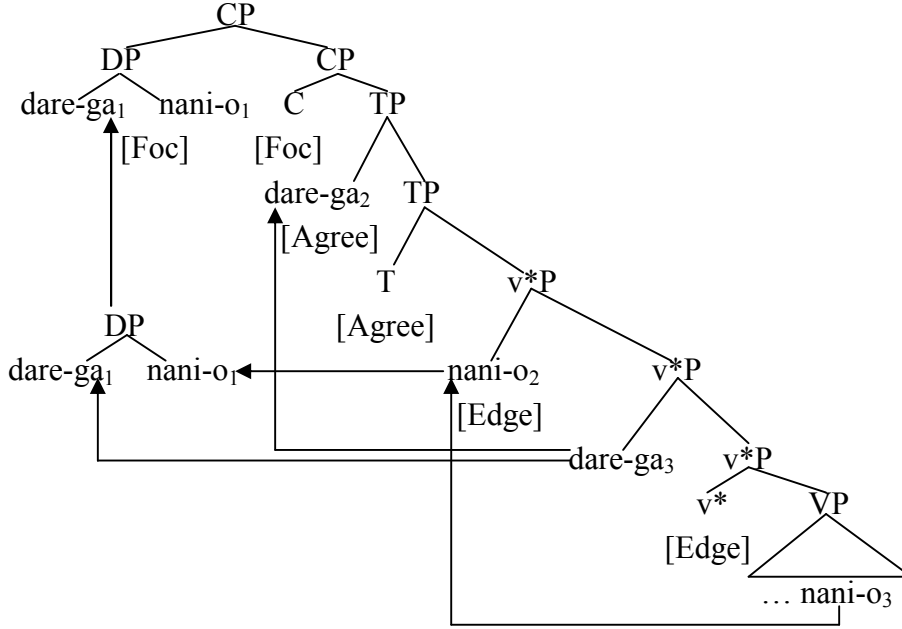 CP
DP CP
dare-ga1 nani-o1 C TP
[Foc] [Foc]
dare-ga2 TP
[Agree]
T v*P
[Agree]
DP
dare-ga1 nani-o1 nani-o2 v*P
[Edge]
dare-ga3 v*P
v* VP
[Edge]
… nani-o3